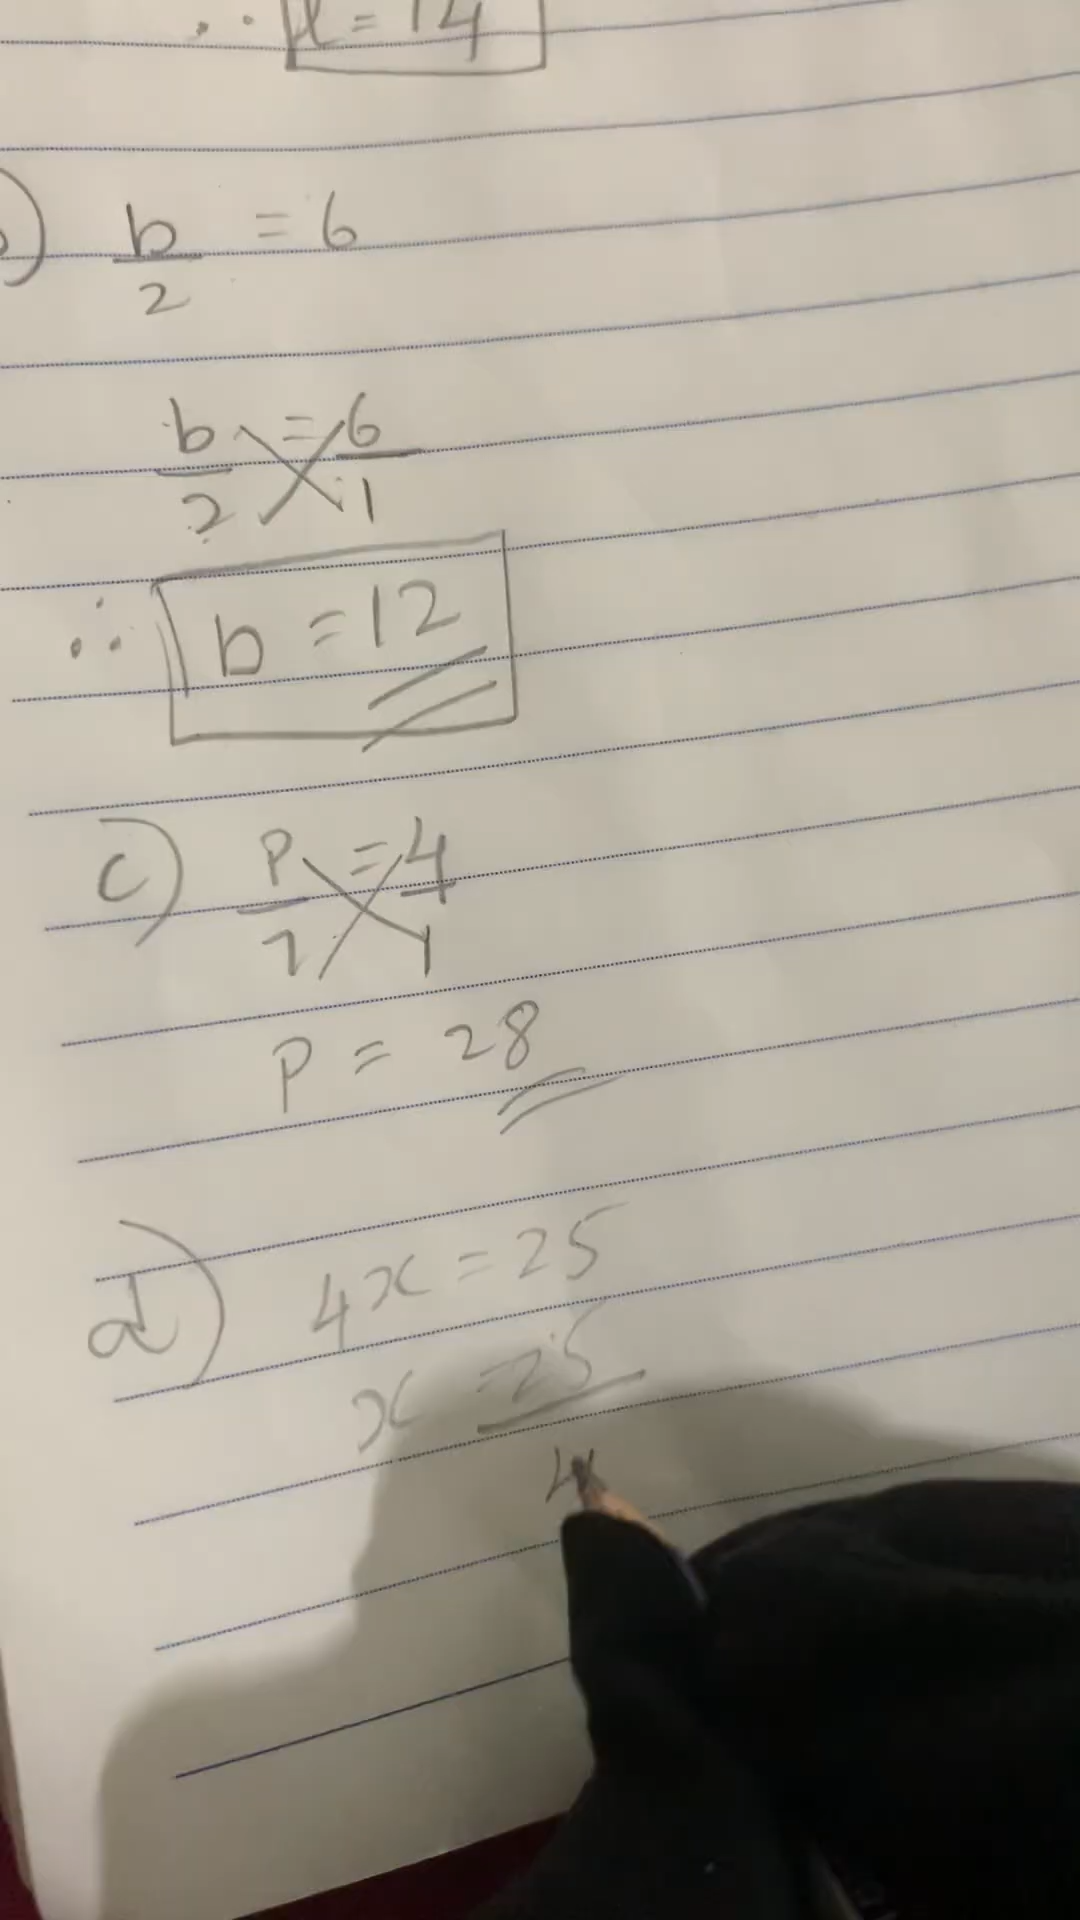 ∴ l = 14
b) b/2 = 6
b/2 = 6/1
∴ b = 12
c) p/7 = 4/1
p = 28
d) 4x = 25
x = 25/4